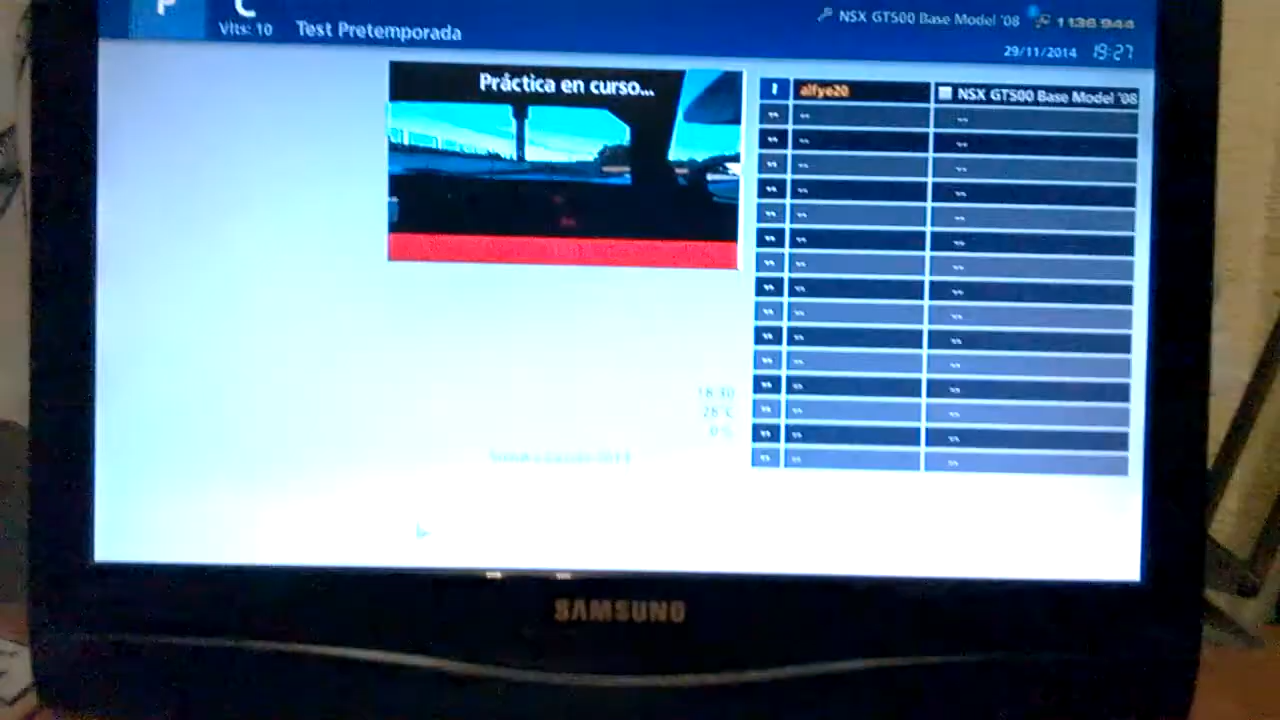 P C
Vlts: 10 Test Pretemporada
NSX GT500 Base Model '08 1 136 944
29/11/2014 19:27
Práctica en curso...
1 alfye20 NSX GT500 Base Model '08
28°C
SAMSUNG